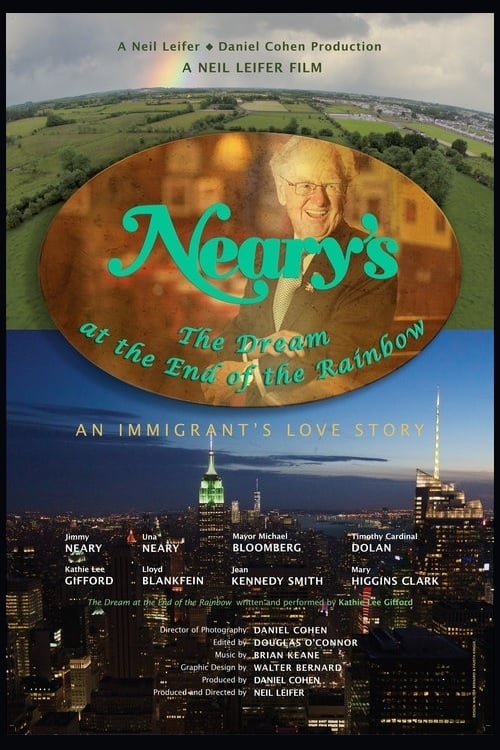 A Neil Leifer ◆ Daniel Cohen Production
A NEIL LEIFER FILM
Neary's
The Dream
at the End of the Rainbow
AN IMMIGRANT'S LOVE STORY
Jimmy NEARY
Una NEARY
Mayor Michael BLOOMBERG
Timothy Cardinal DOLAN
Kathie Lee GIFFORD
Lloyd BLANKFEIN
Jean KENNEDY SMITH
Mary HIGGINS CLARK
The Dream at the End of the Rainbow written and performed by Kathie Lee Gifford
Director of Photography: DANIEL COHEN
Edited by DOUGLAS O'CONNOR
Music by BRIAN KEANE
Graphic Design by WALTER BERNARD
Produced by DANIEL COHEN
Produced and Directed by NEIL LEIFER